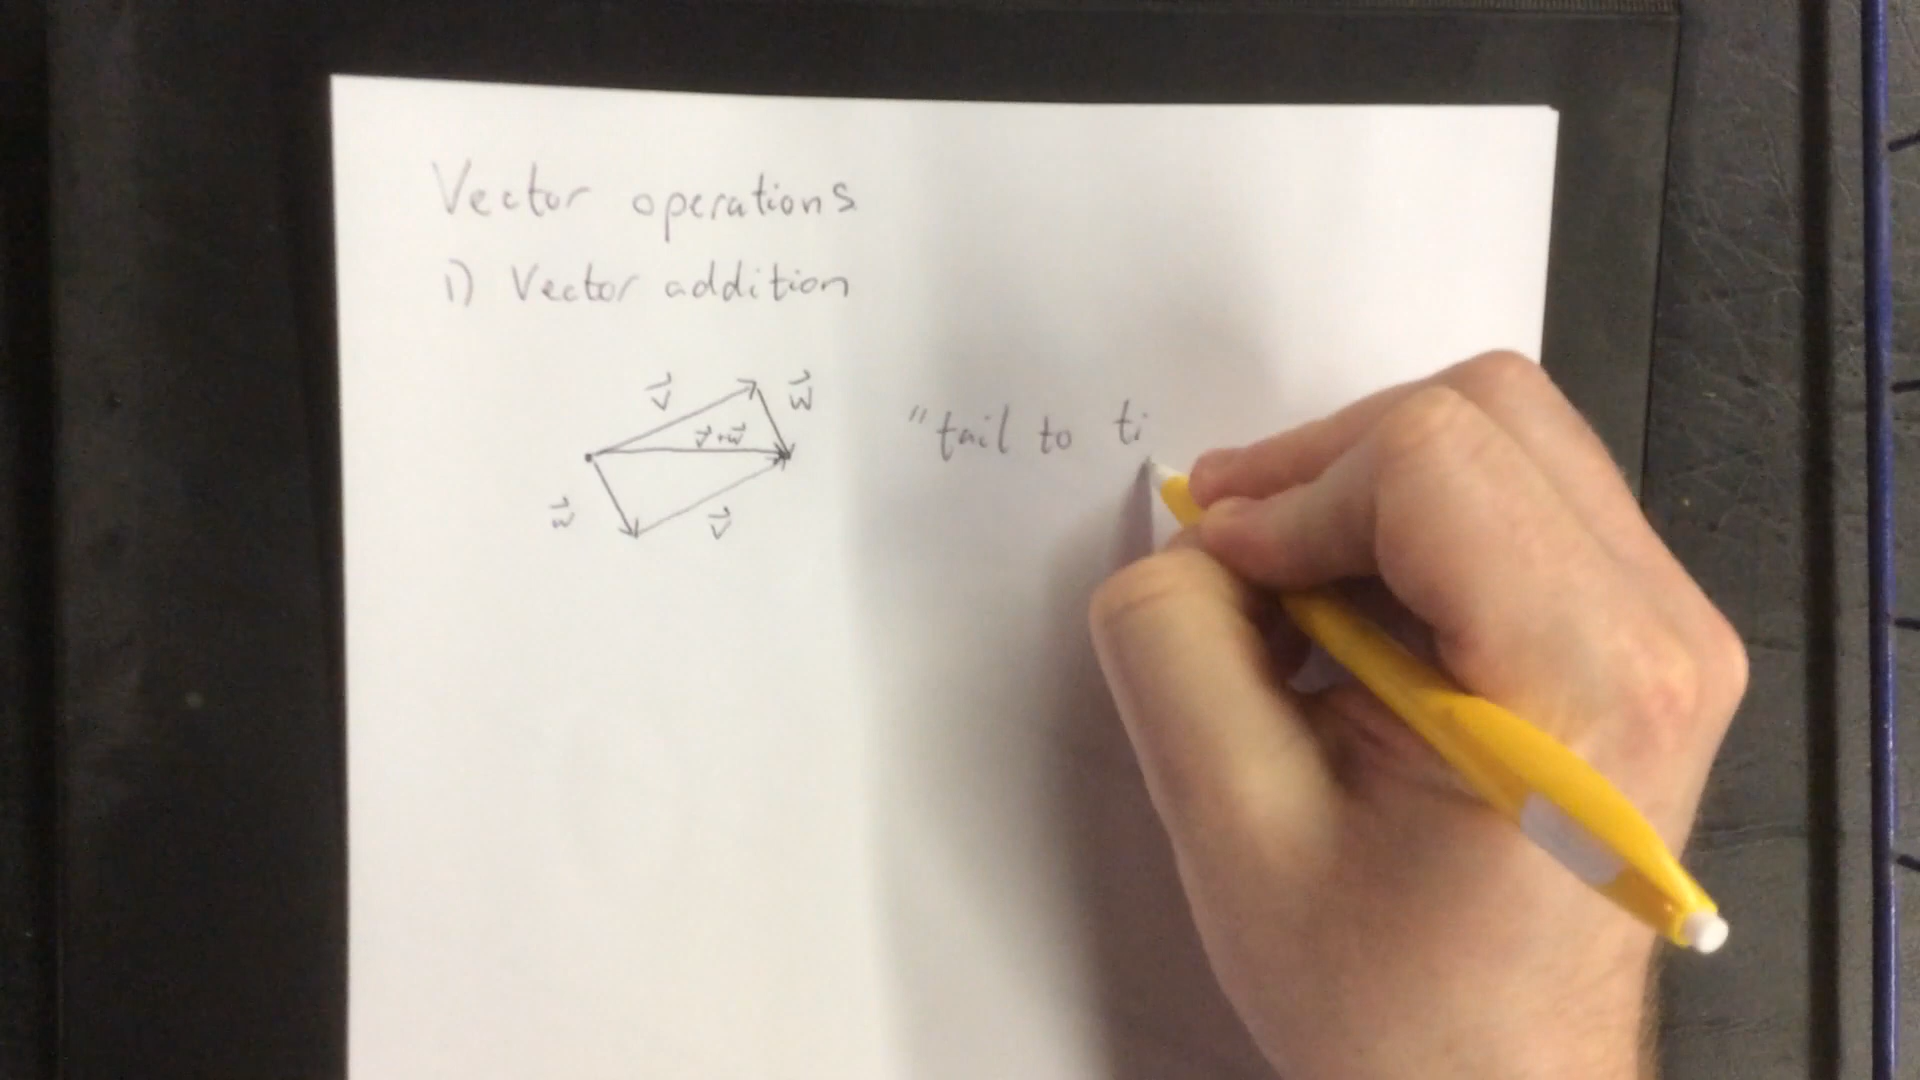 Vector operations
1) Vector addition
v⃗ w⃗
v⃗+w⃗
"tail to ti
w⃗ v⃗